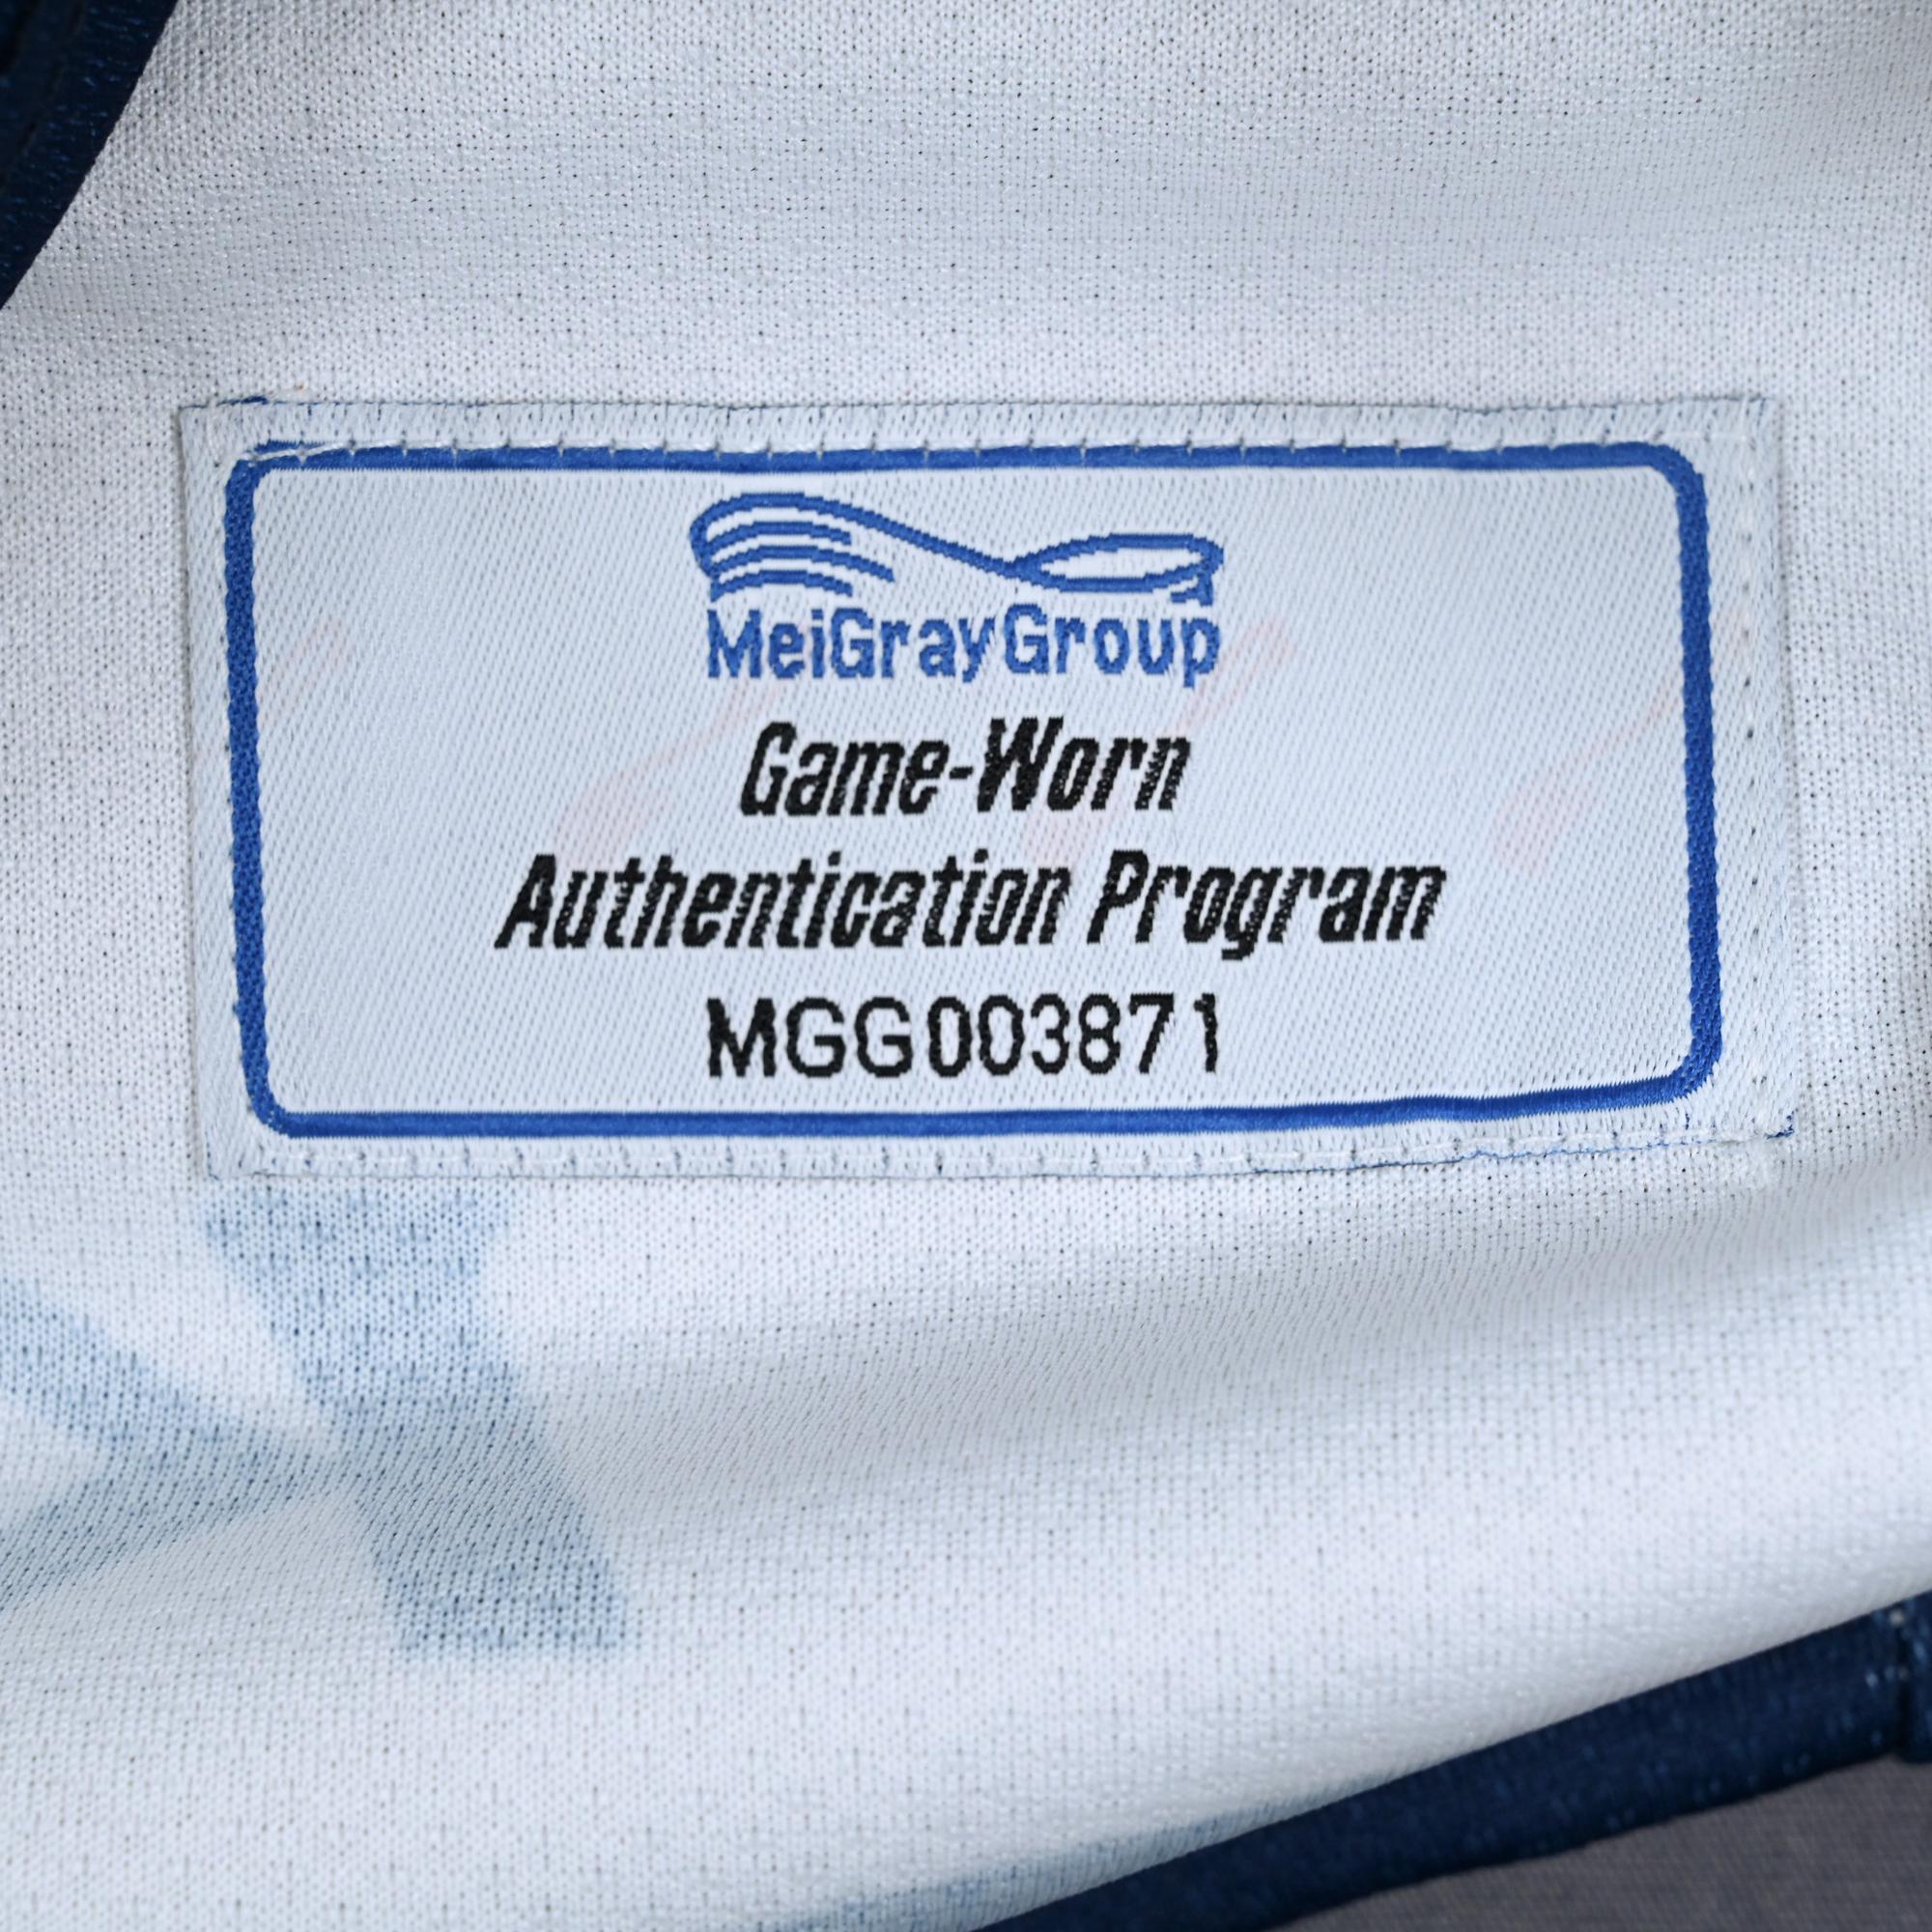 MeiGrayGroup
Game-Worn
Authentication Program
MGG003871